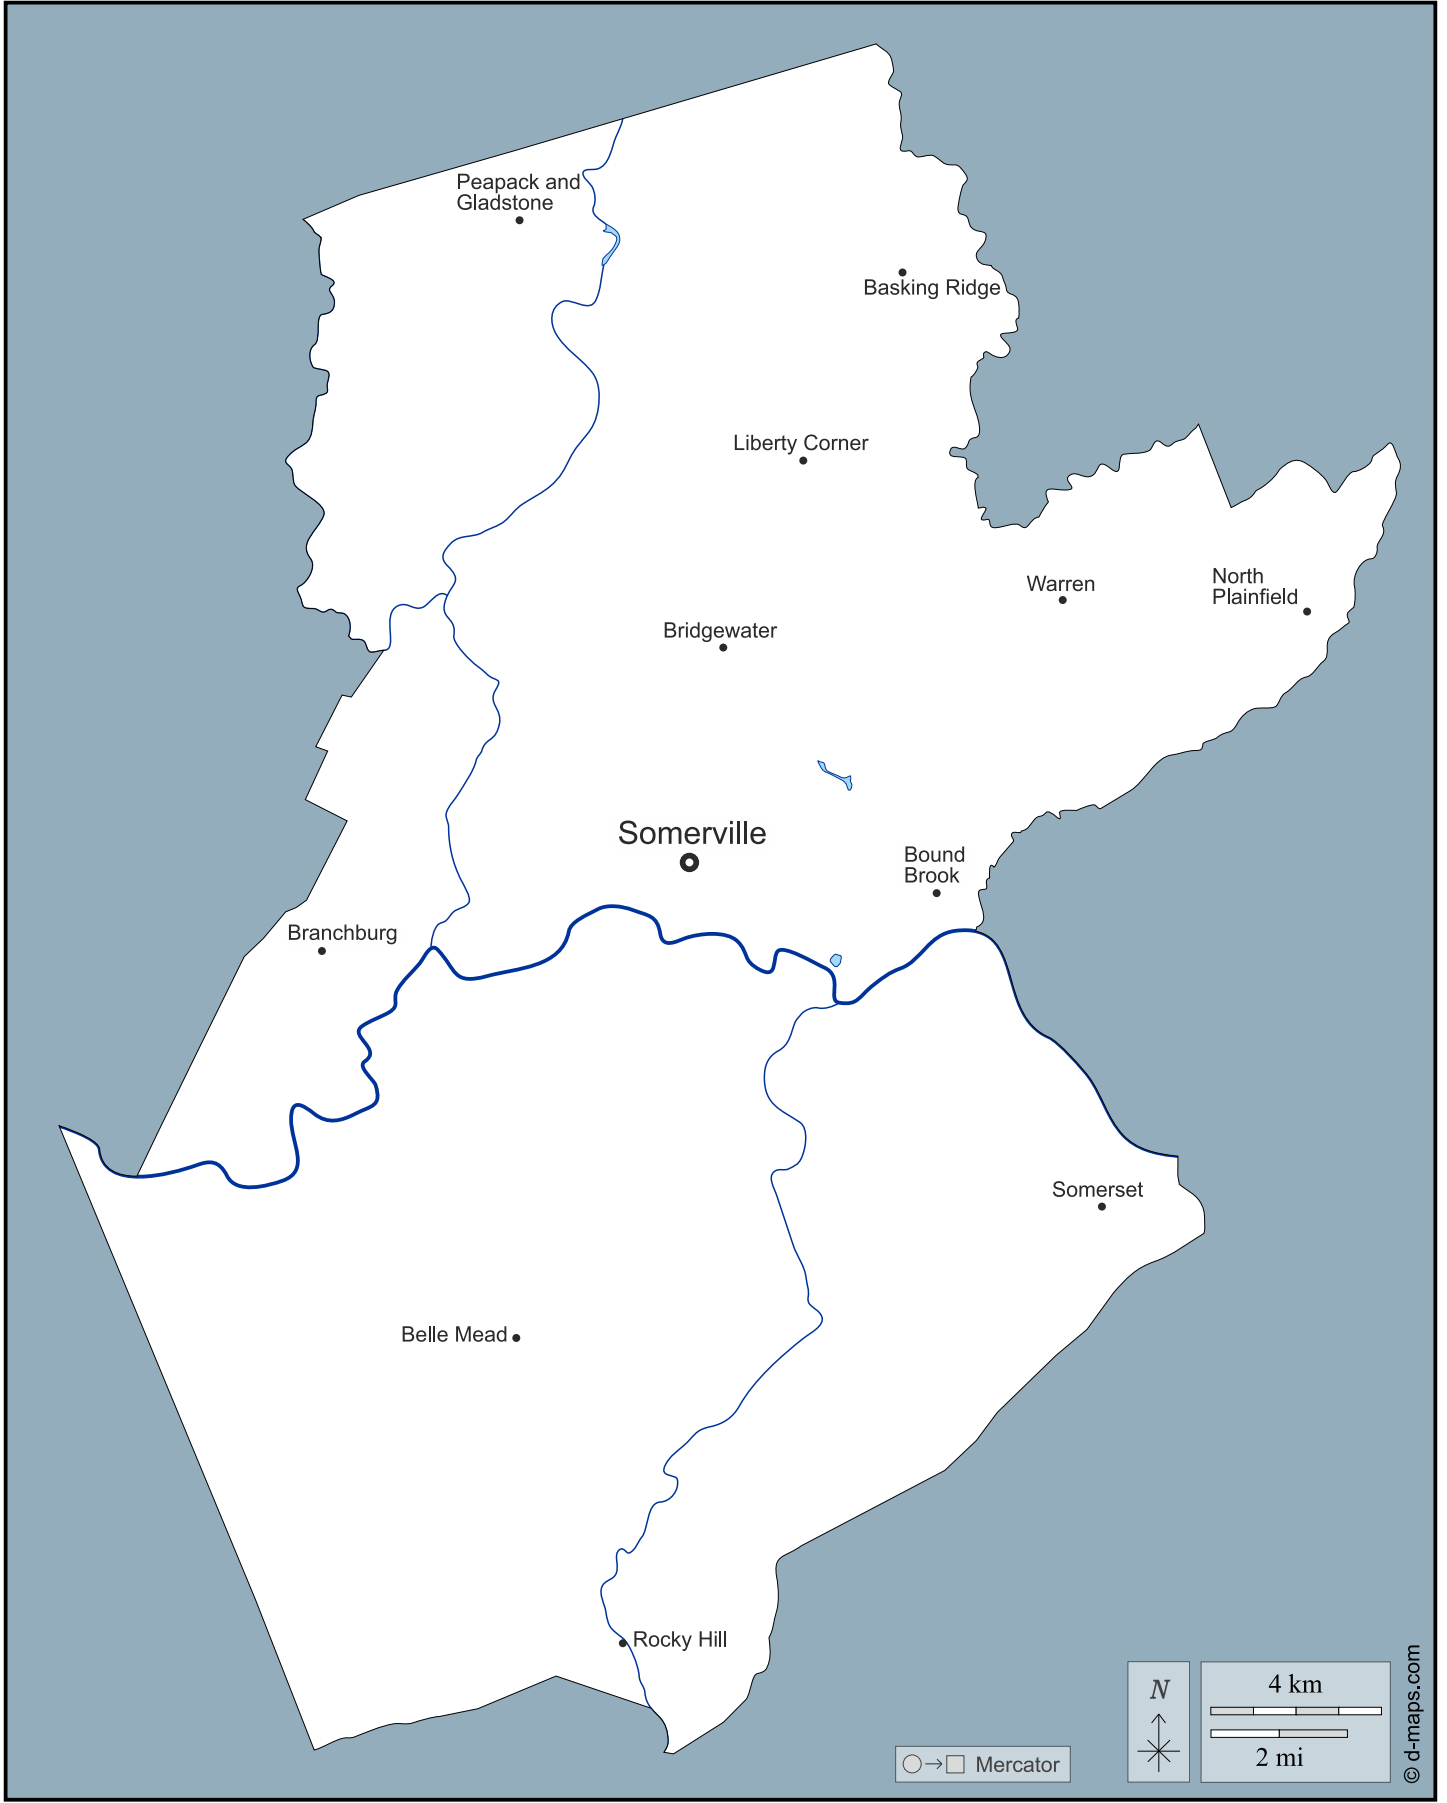 Peapack and
Gladstone
Basking Ridge
Liberty Corner
Warren
North
Plainfield
Bridgewater
Somerville
Bound
Brook
Branchburg
Somerset
Belle Mead
Rocky Hill
N
4 km
2 mi
Mercator
© d-maps.com